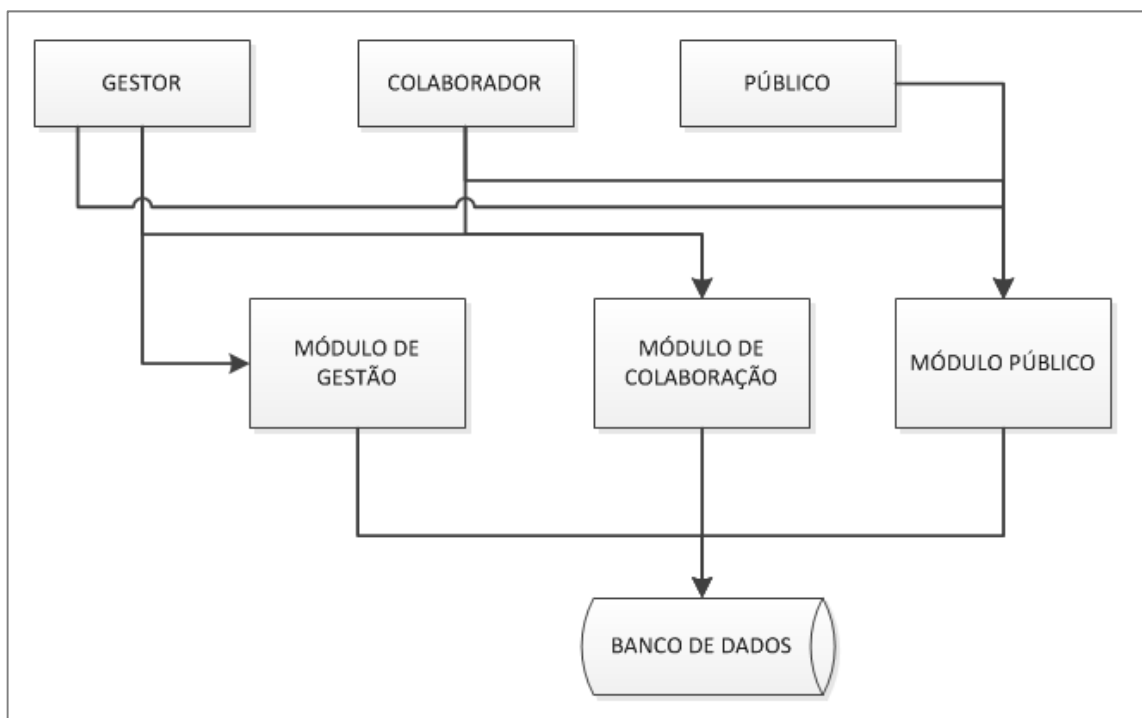 GESTOR
COLABORADOR
PÚBLICO
MÓDULO DE
GESTÃO
MÓDULO DE
COLABORAÇÃO
MÓDULO PÚBLICO
BANCO DE DADOS